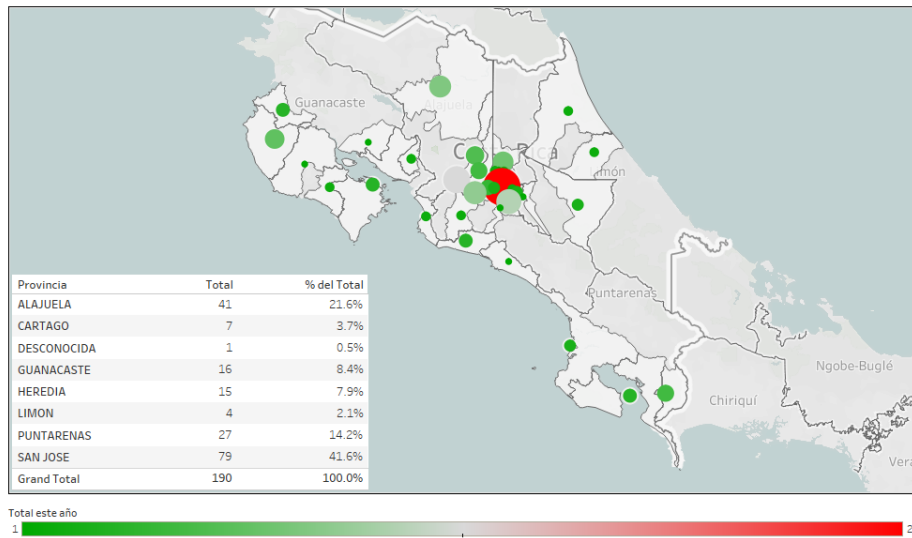 Guanacaste
Alajuela
Limón
Puntarenas
Ngobe-Buglé
Chiriquí
Provincia Total % del Total
ALAJUELA 41 21.6%
CARTAGO 7 3.7%
DESCONOCIDA 1 0.5%
GUANACASTE 16 8.4%
HEREDIA 15 7.9%
LIMON 4 2.1%
PUNTARENAS 27 14.2%
SAN JOSE 79 41.6%
Grand Total 190 100.0%
Total este año
1